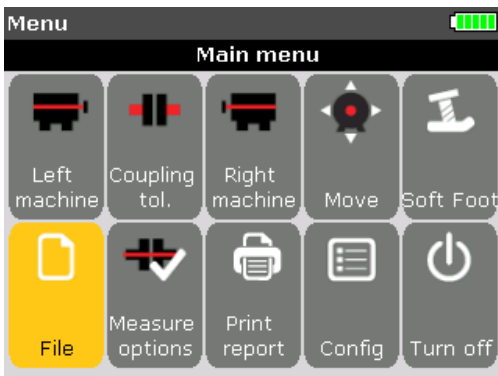 Menu
Main menu
Left
machine
Coupling
tol.
Right
machine
Move
Soft Foot
File
Measure
options
Print
report
Config
Turn off